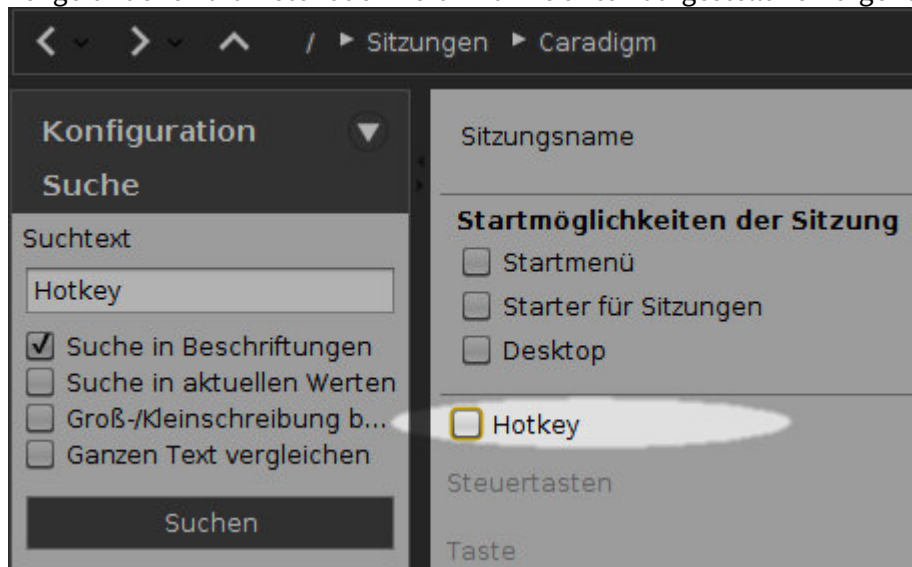 / ▸ Sitzungen ▸ Caradigm
Konfiguration
Suche
Suchtext
Hotkey
Suche in Beschriftungen
Suche in aktuellen Werten
Groß-/Kleinschreibung b...
Ganzen Text vergleichen
Suchen
Sitzungsname
Startmöglichkeiten der Sitzung
Startmenü
Starter für Sitzungen
Desktop
Hotkey
Steuertasten
Taste